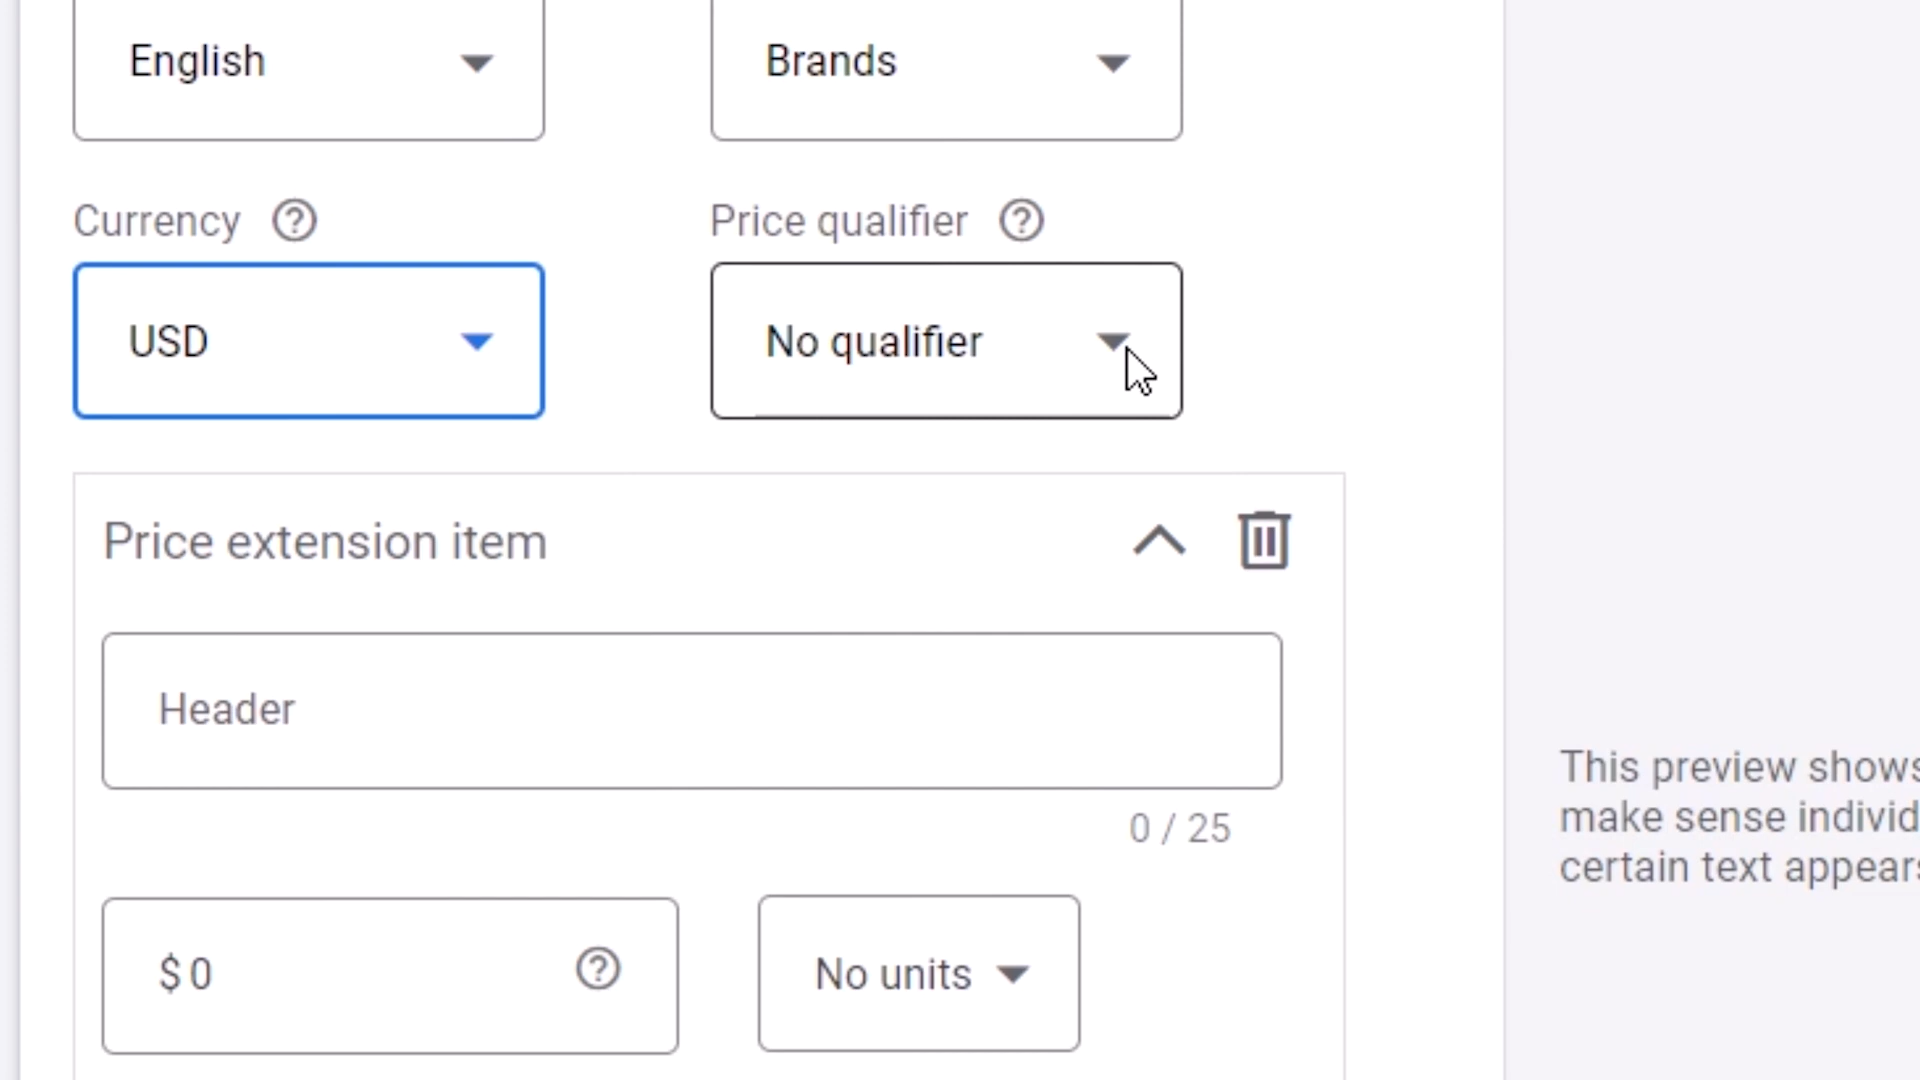 English
Brands
Currency
Price qualifier
USD
No qualifier
Price extension item
Header
0 / 25
$ 0
No units
This preview shows
make sense individ
certain text appears